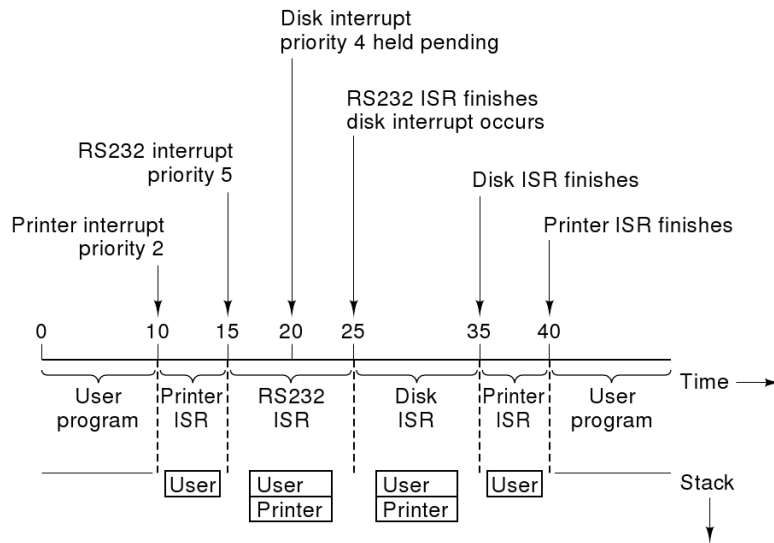 Disk interrupt
priority 4 held pending
RS232 ISR finishes
disk interrupt occurs
RS232 interrupt
priority 5
Disk ISR finishes
Printer interrupt
priority 2
Printer ISR finishes
0 10 15 20 25 35 40
User program
Printer ISR
RS232 ISR
Disk ISR
Printer ISR
User program
Time
User
User
Printer
User
Printer
User
Stack